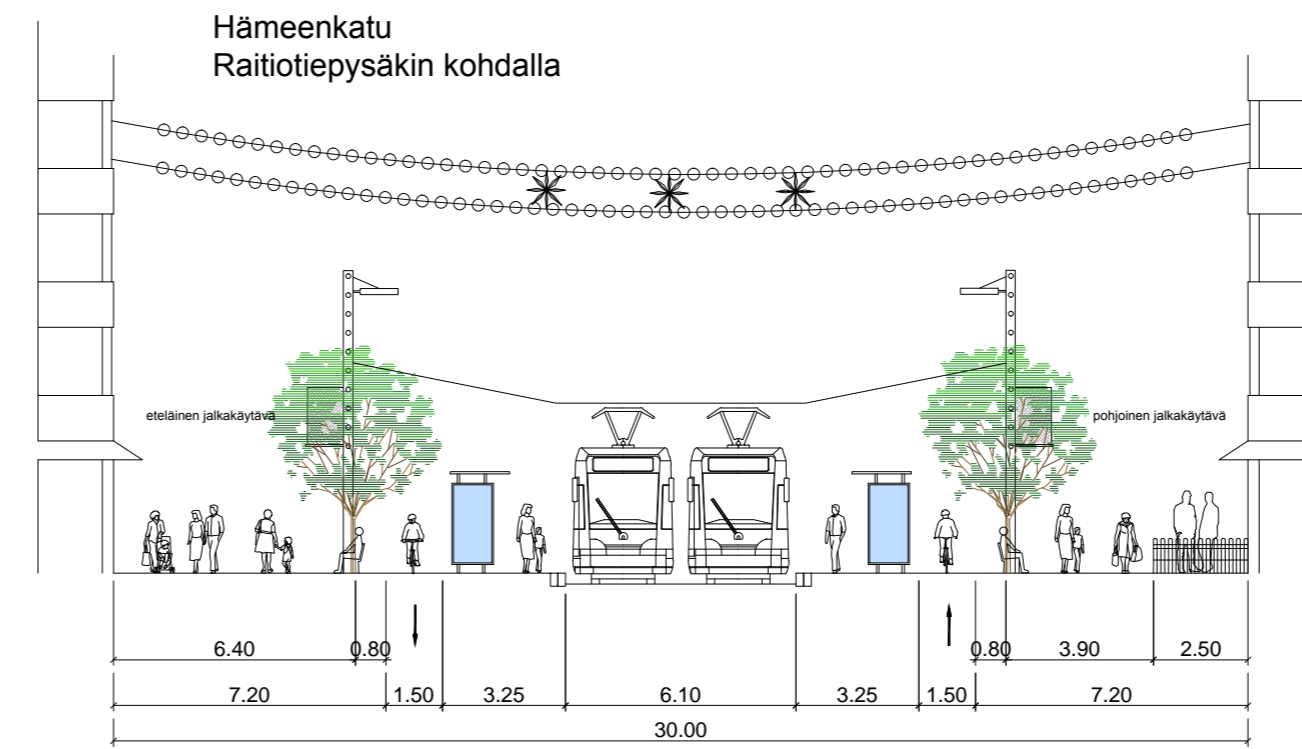 Hämeenkatu
Raitiotiepysäkin kohdalla
eteläinen jalkakäytävä
pohjoinen jalkakäytävä
6.40 0.80 0.80 3.90 2.50
7.20 1.50 3.25 6.10 3.25 1.50 7.20
30.00